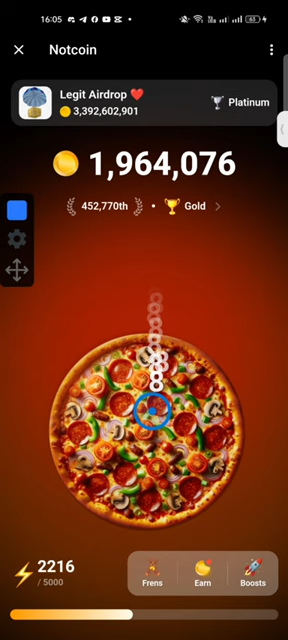 16:05
63
Notcoin
Legit Airdrop ❤️
3,392,602,901
Platinum
1,964,076
452,770th • Gold
2216
/ 5000
Frens Earn Boosts